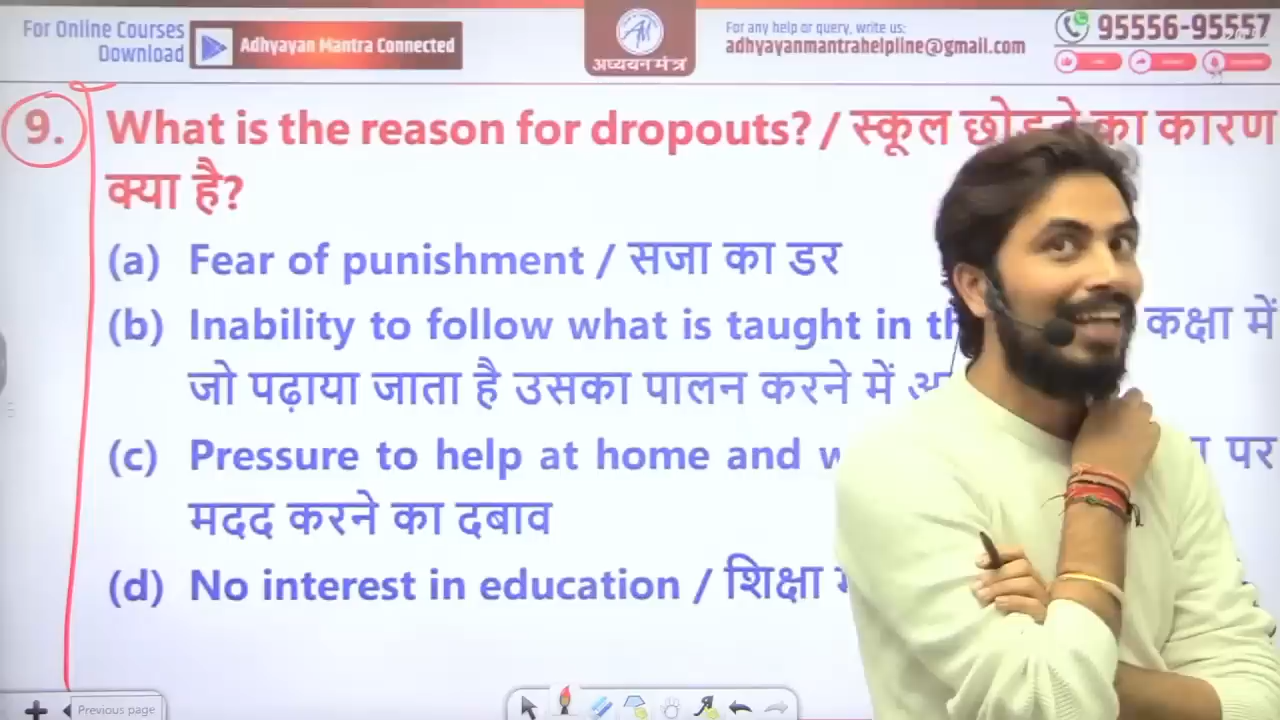 For Online Courses
Download
Adhyayan Mantra Connected
अध्ययन मंत्र
For any help or query, write us:
adhyayanmantrahelpline@gmail.com
95556-95557
9. What is the reason for dropouts? / स्कूल छोड़ने का कारण
क्या है?
(a) Fear of punishment / सजा का डर
(b) Inability to follow what is taught in कक्षा में
जो पढ़ाया जाता है उसका पालन करने में
(c) Pressure to help at home and पर
मदद करने का दबाव
(d) No interest in education / शिक्षा
Previous page